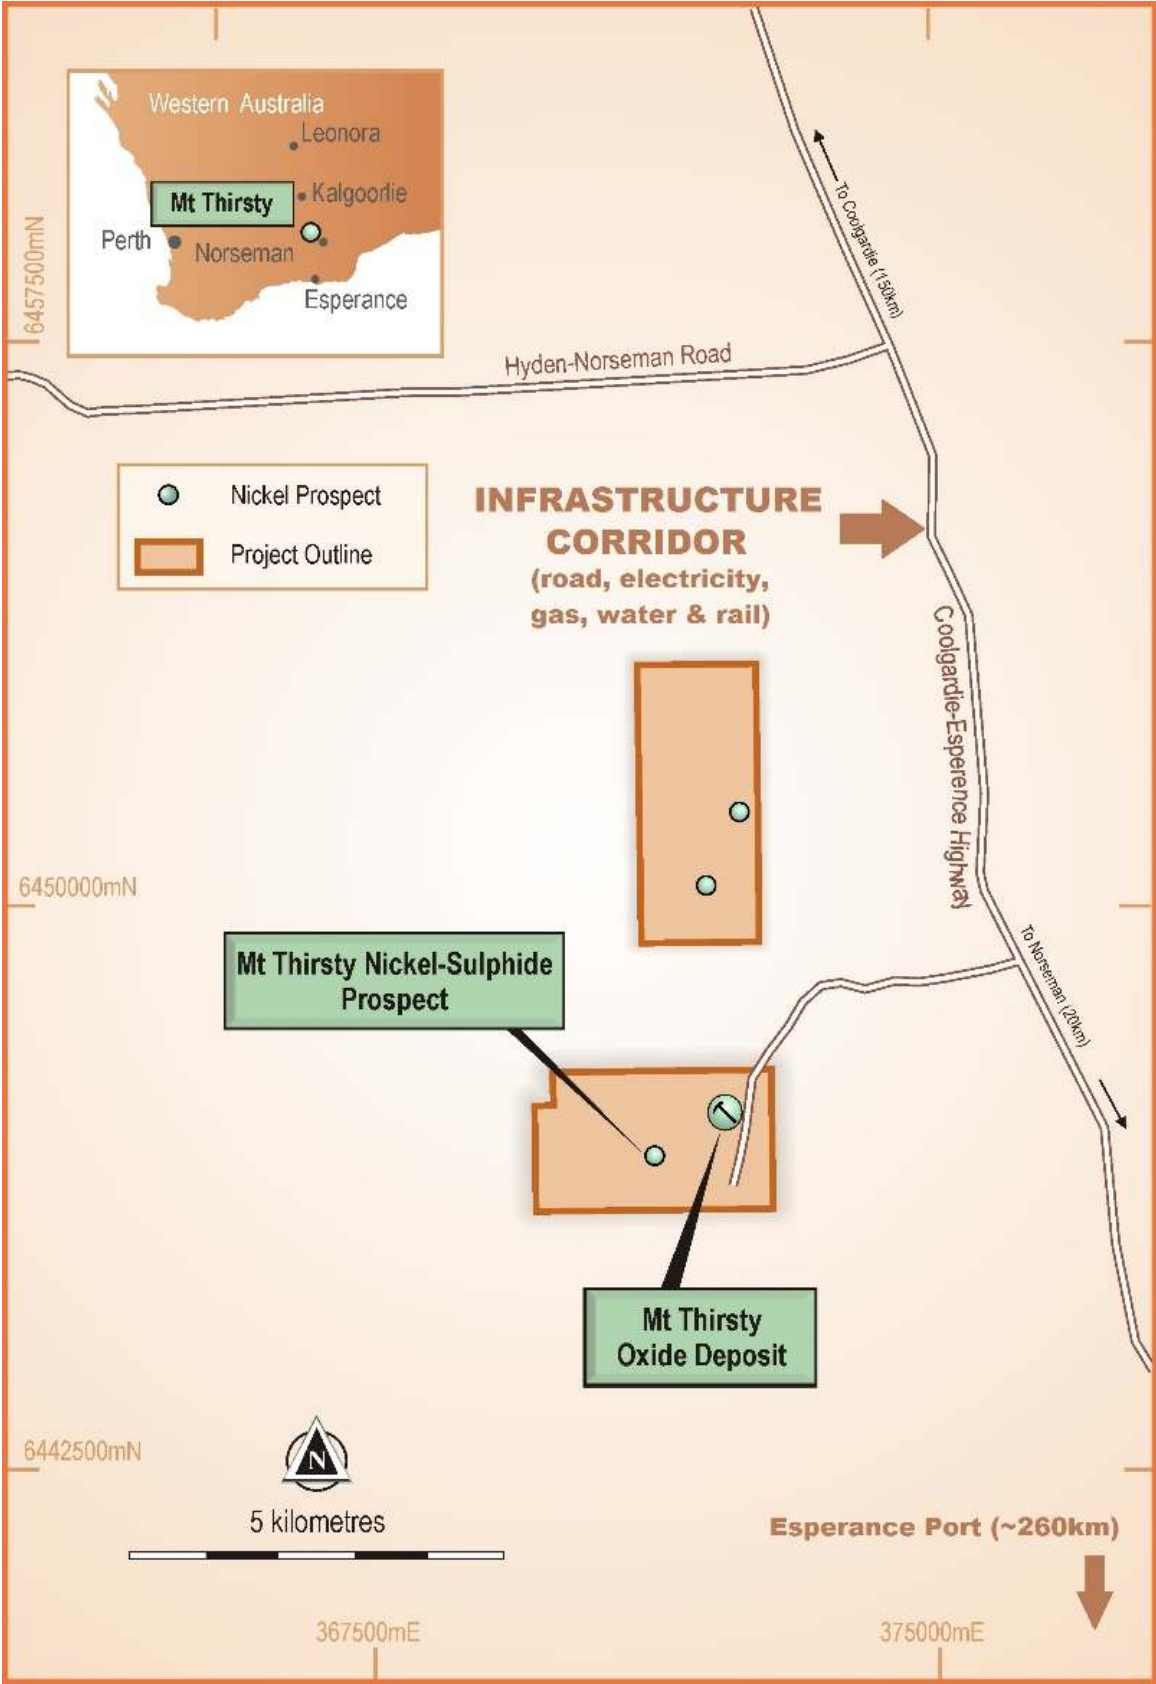 Western Australia
Leonora
Kalgoorlie
Mt Thirsty
Perth
Norseman
Esperance
6457500mN
To Coolgardie (150km)
Hyden-Norseman Road
Nickel Prospect
Project Outline
INFRASTRUCTURE
CORRIDOR
(road, electricity,
gas, water & rail)
Coolgardie-Esperence Highway
6450000mN
To Norseman (20km)
Mt Thirsty Nickel-Sulphide
Prospect
Mt Thirsty
Oxide Deposit
6442500mN
N
5 kilometres
Esperance Port (~260km)
367500mE
375000mE